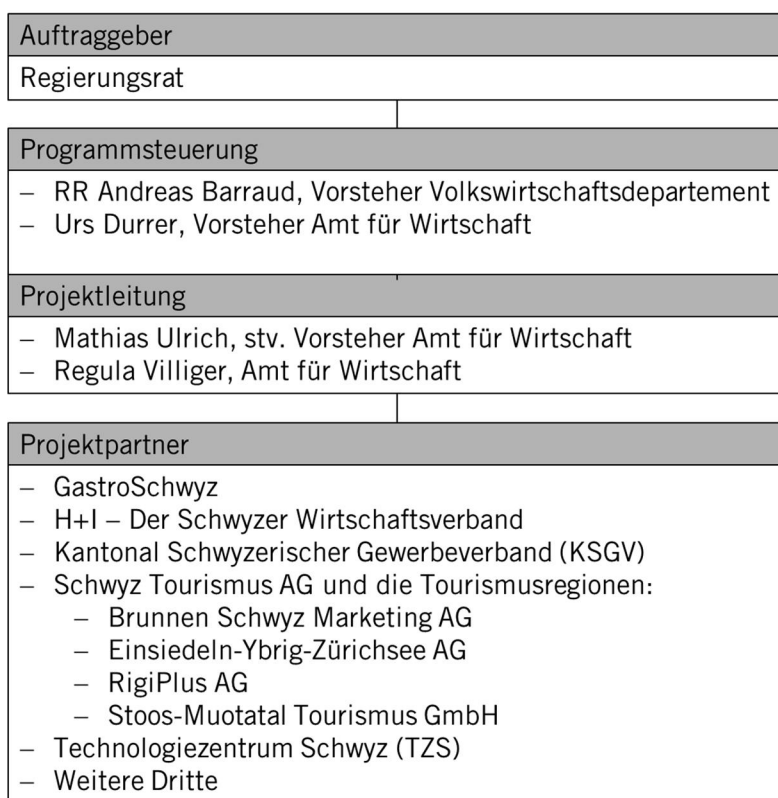 Auftraggeber
Regierungsrat
Programmsteuerung
– RR Andreas Barraud, Vorsteher Volkswirtschaftsdepartement
– Urs Durrer, Vorsteher Amt für Wirtschaft
Projektleitung
– Mathias Ulrich, stv. Vorsteher Amt für Wirtschaft
– Regula Villiger, Amt für Wirtschaft
Projektpartner
– GastroSchwyz
– H+I – Der Schwyzer Wirtschaftsverband
– Kantonal Schwyzerischer Gewerbeverband (KSGV)
– Schwyz Tourismus AG und die Tourismusregionen:
– Brunnen Schwyz Marketing AG
– Einsiedeln-Ybrig-Zürichsee AG
– RigiPlus AG
– Stoos-Muotatal Tourismus GmbH
– Technologiezentrum Schwyz (TZS)
– Weitere Dritte